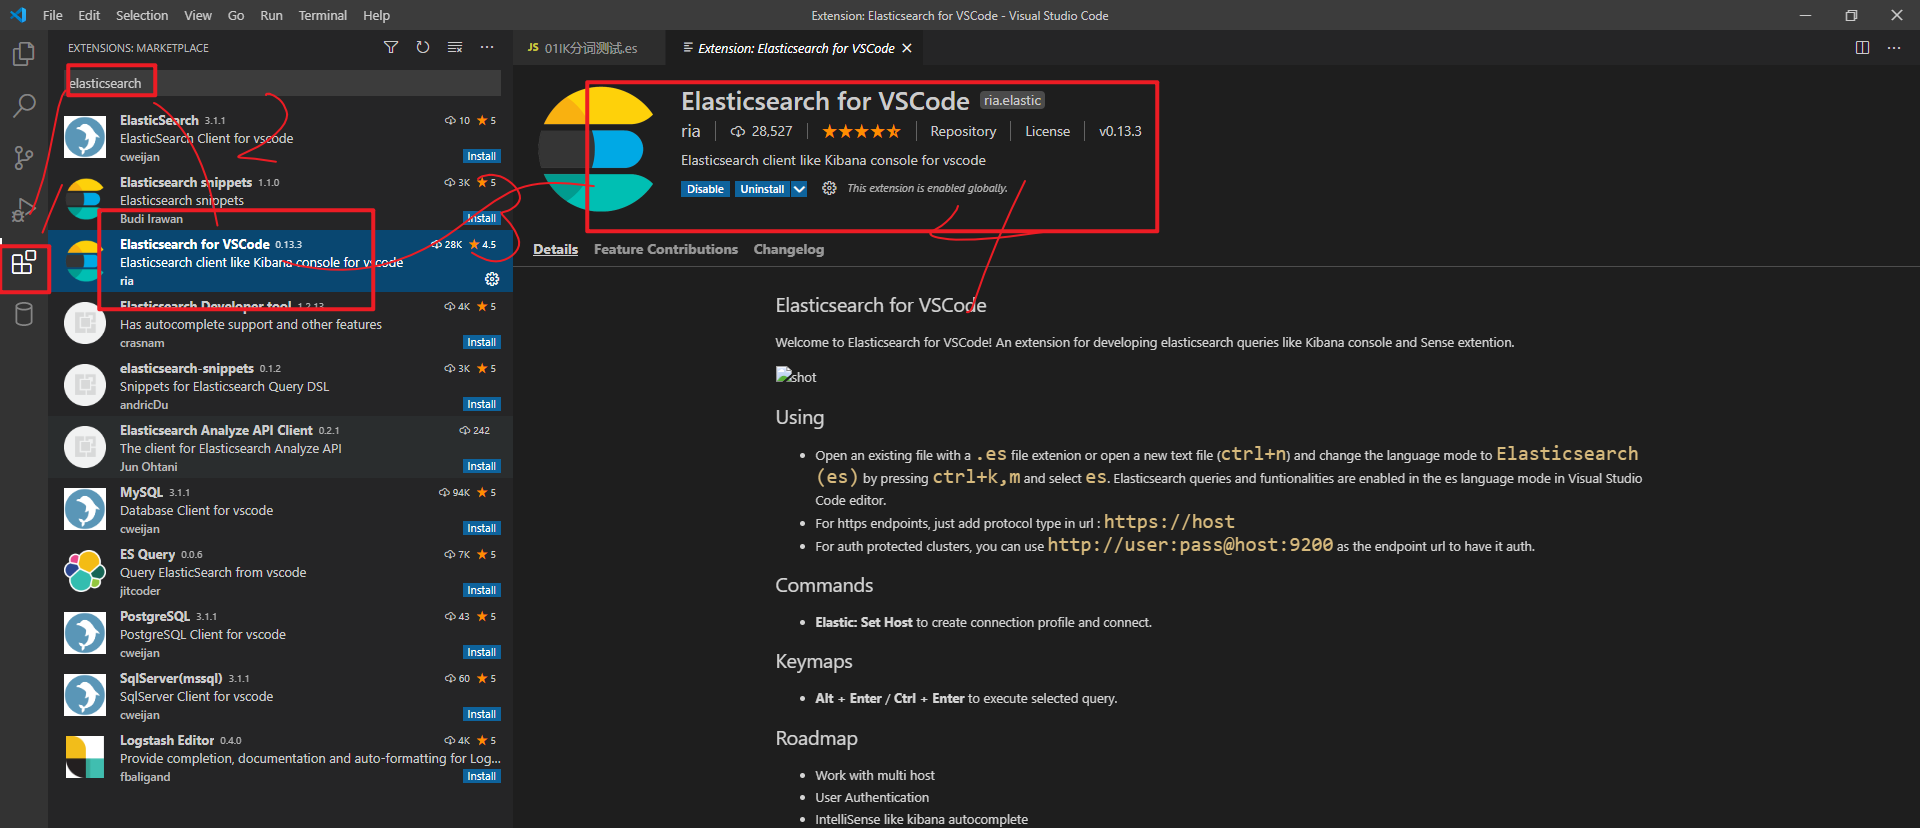 File Edit Selection View Go Run Terminal Help
Extension: Elasticsearch for VSCode - Visual Studio Code
EXTENSIONS: MARKETPLACE
elasticsearch
ElasticSearch 3.1.1 10 5
ElasticSearch Client for vscode
cweijan Install
Elasticsearch snippets 1.1.0 3K 5
Elasticsearch snippets
Budi Irawan Install
Elasticsearch for VSCode 0.13.3 28K 4.5
Elasticsearch client like Kibana console for vscode
ria
Elasticsearch Developer tool 1.2.13 4K 5
Has autocomplete support and other features
crasnam Install
elasticsearch-snippets 0.1.2 3K 5
Snippets for Elasticsearch Query DSL
andricDu Install
Elasticsearch Analyze API Client 0.2.1 242
The client for Elasticsearch Analyze API
Jun Ohtani Install
MySQL 3.1.1 94K 5
Database Client for vscode
cweijan Install
ES Query 0.0.6 7K 5
Query ElasticSearch from vscode
jitcoder Install
PostgreSQL 3.1.1 43 5
PostgreSQL Client for vscode
cweijan Install
SqlServer(mssql) 3.1.1 60 5
SqlServer Client for vscode
cweijan Install
Logstash Editor 0.4.0 4K 5
Provide completion, documentation and auto-formatting for Log...
fbaligand Install
2
3
JS 01IK分词测试.es
Extension: Elasticsearch for VSCode
Elasticsearch for VSCode ria.elastic
ria 28,527 Repository License v0.13.3
Elasticsearch client like Kibana console for vscode
Disable Uninstall This extension is enabled globally.
Details Feature Contributions Changelog
Elasticsearch for VSCode
Welcome to Elasticsearch for VSCode! An extension for developing elasticsearch queries like Kibana console and Sense extention.
shot
Using
Open an existing file with a .es file extenion or open a new text file (ctrl+n) and change the language mode to Elasticsearch
(es) by pressing ctrl+k,m and select es. Elasticsearch queries and funtionalities are enabled in the es language mode in Visual Studio
Code editor.
For https endpoints, just add protocol type in url : https://host
For auth protected clusters, you can use http://user:pass@host:9200 as the endpoint url to have it auth.
Commands
Elastic: Set Host to create connection profile and connect.
Keymaps
Alt + Enter / Ctrl + Enter to execute selected query.
Roadmap
Work with multi host
User Authentication
IntelliSense like kibana autocomplete